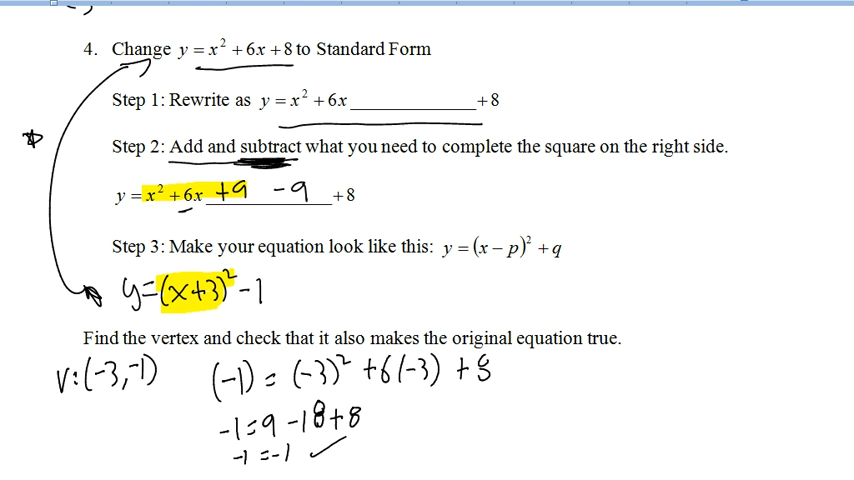 4. Change y = x² + 6x + 8 to Standard Form
Step 1: Rewrite as y = x² + 6x_____________+8
Step 2: Add and subtract what you need to complete the square on the right side.
y = x² + 6x +9 -9 +8
Step 3: Make your equation look like this: y = (x – p)² + q
y=(x+3)²-1
Find the vertex and check that it also makes the original equation true.
V:(-3,-1) (-1) = (-3)² +6(-3) +8
-1=9-18+8
-1=-1 ✓